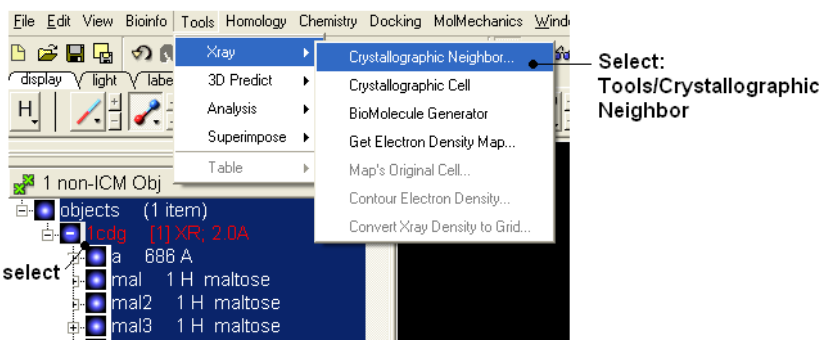 File Edit View Bioinfo Tools Homology Chemistry Docking MolMechanics Windo
Xray
Crystallographic Neighbor...
Select:
Tools/Crystallographic
Neighbor
display light labe
3D Predict
Crystallographic Cell
H
Analysis
BioMolecule Generator
Superimpose
Get Electron Density Map...
Table
Map's Original Cell...
1 non-ICM Obj
Contour Electron Density...
objects (1 item)
Convert Xray Density to Grid...
1cdg [1] XR; 2.0A
a 686 A
select
mal 1 H maltose
mal2 1 H maltose
mal3 1 H maltose